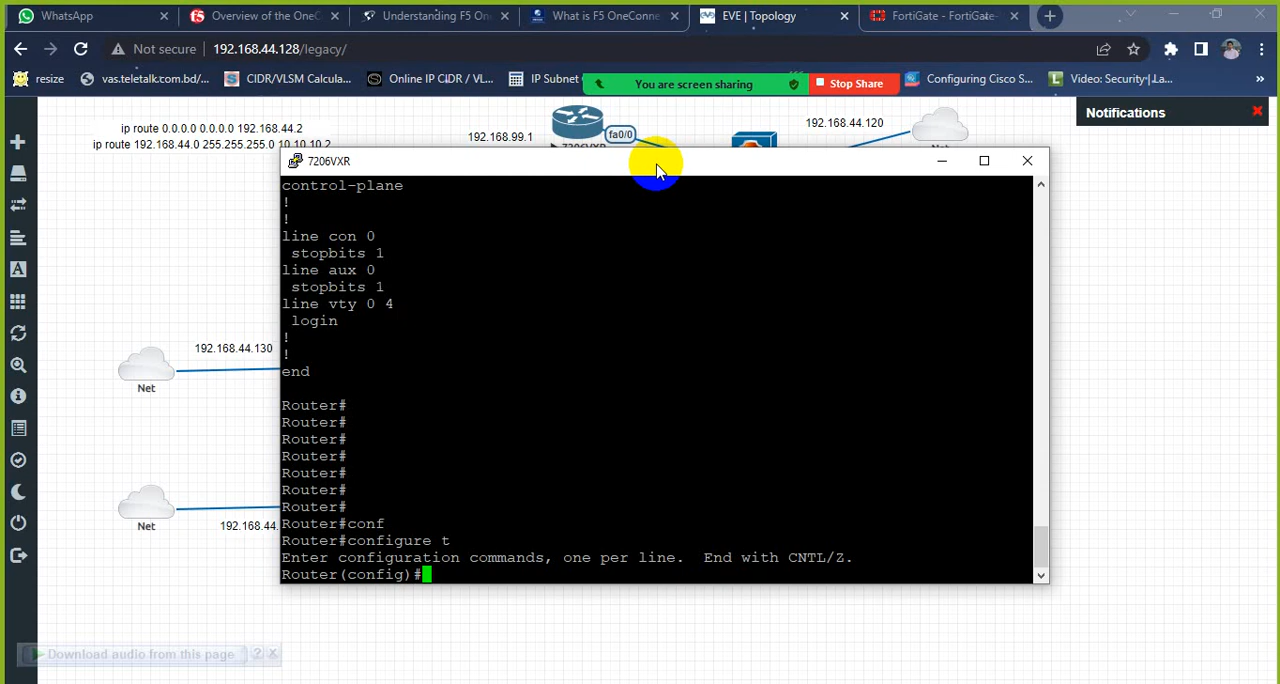 WhatsApp
Overview of the OneC
Understanding F5 One
What is F5 OneConne
EVE | Topology
FortiGate - FortiGate-
Not secure
192.168.44.128/legacy/
resize
vas.teletalk.com.bd/...
CIDR/VLSM Calcula...
Online IP CIDR / VL...
IP Subnet
You are screen sharing
Stop Share
Configuring Cisco S...
Video: Security | La...
»
ip route 0.0.0.0 0.0.0.0 192.168.44.2
ip route 192.168.44.0 255.255.255.0 10.10.10.2
192.168.99.1
fa0/0
192.168.44.120
Notifications
7206VXR
control-plane
!
!
line con 0
stopbits 1
line aux 0
stopbits 1
line vty 0 4
login
!
!
end
Router#
Router#
Router#
Router#
Router#
Router#
Router#
Router#conf
Router#configure t
Enter configuration commands, one per line.  End with CNTL/Z.
Router(config)#
192.168.44.130
Net
192.168.44.
Net
Download audio from this page
?